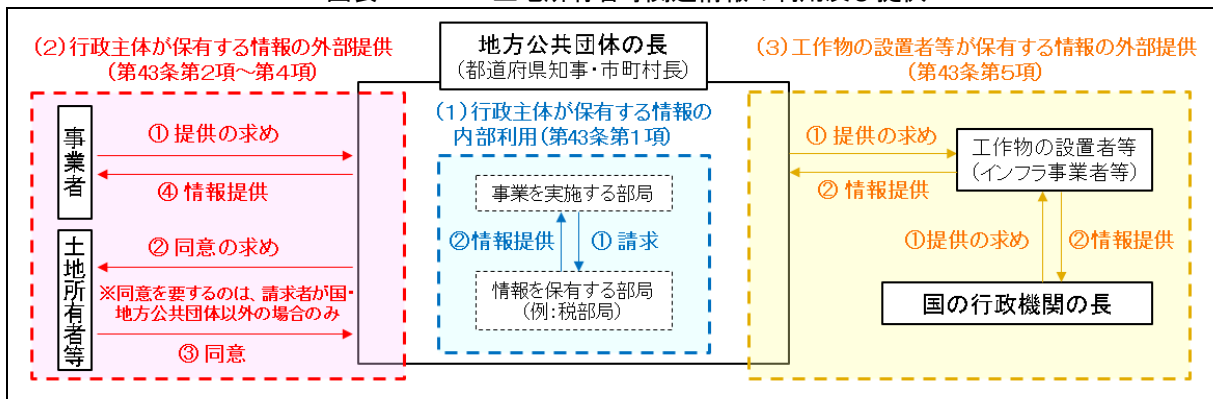 (2)行政主体が保有する情報の外部提供
(第43条第2項～第4項)
事業者
①提供の求め
④情報提供
土地所有者等
②同意の求め
※同意を要するのは、請求者が国・
地方公共団体以外の場合のみ
③同意
地方公共団体の長
(都道府県知事・市町村長)
(1)行政主体が保有する情報の
内部利用(第43条第1項)
事業を実施する部局
②情報提供
①請求
情報を保有する部局
(例:税部局)
(3)工作物の設置者等が保有する情報の外部提供
(第43条第5項)
①提供の求め
②情報提供
工作物の設置者等
(インフラ事業者等)
①提供の求め
②情報提供
国の行政機関の長